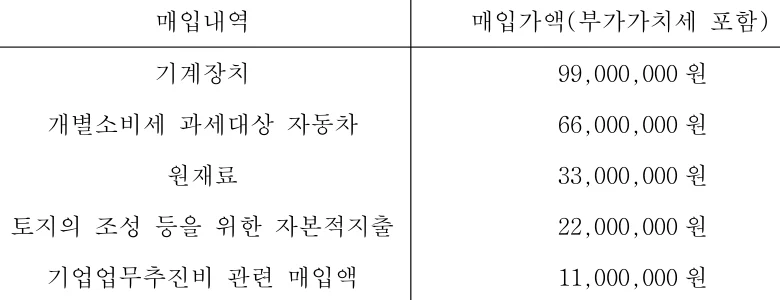 매입내역 매입가액(부가가치세 포함)
기계장치 99,000,000 원
개별소비세 과세대상 자동차 66,000,000 원
원재료 33,000,000 원
토지의 조성 등을 위한 자본적지출 22,000,000 원
기업업무추진비 관련 매입액 11,000,000 원